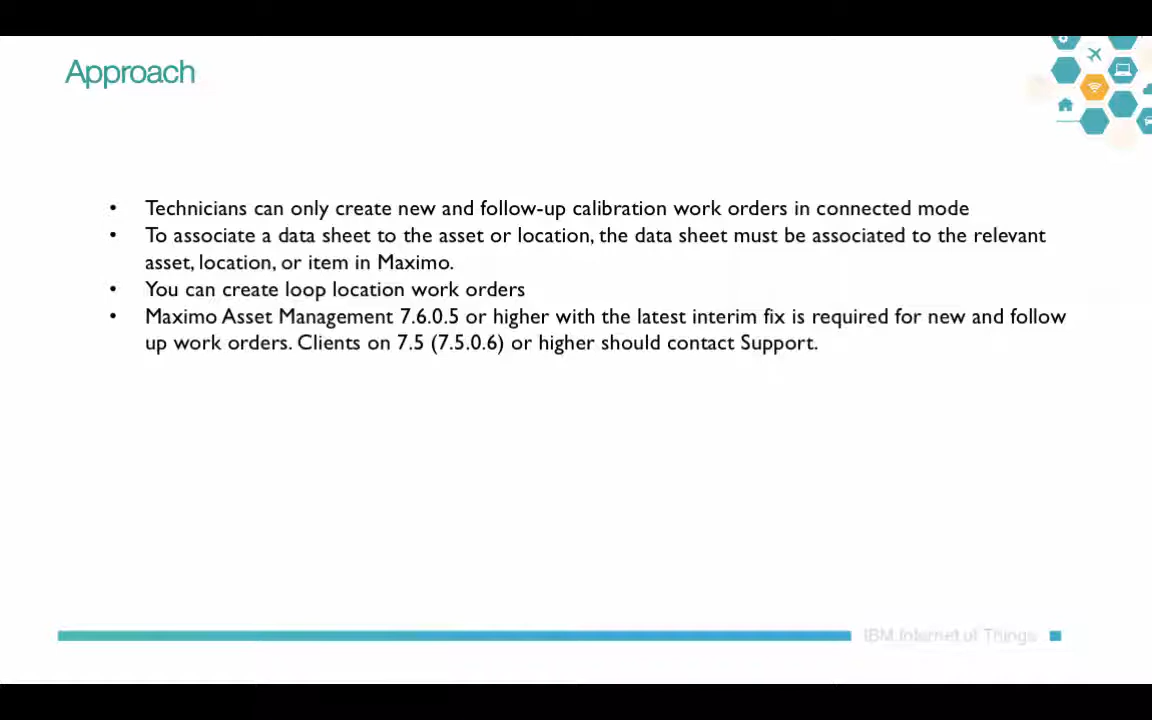 Approach
• Technicians can only create new and follow-up calibration work orders in connected mode
• To associate a data sheet to the asset or location, the data sheet must be associated to the relevant
asset, location, or item in Maximo.
• You can create loop location work orders
• Maximo Asset Management 7.6.0.5 or higher with the latest interim fix is required for new and follow
up work orders. Clients on 7.5 (7.5.0.6) or higher should contact Support.
IBM Internet of Things